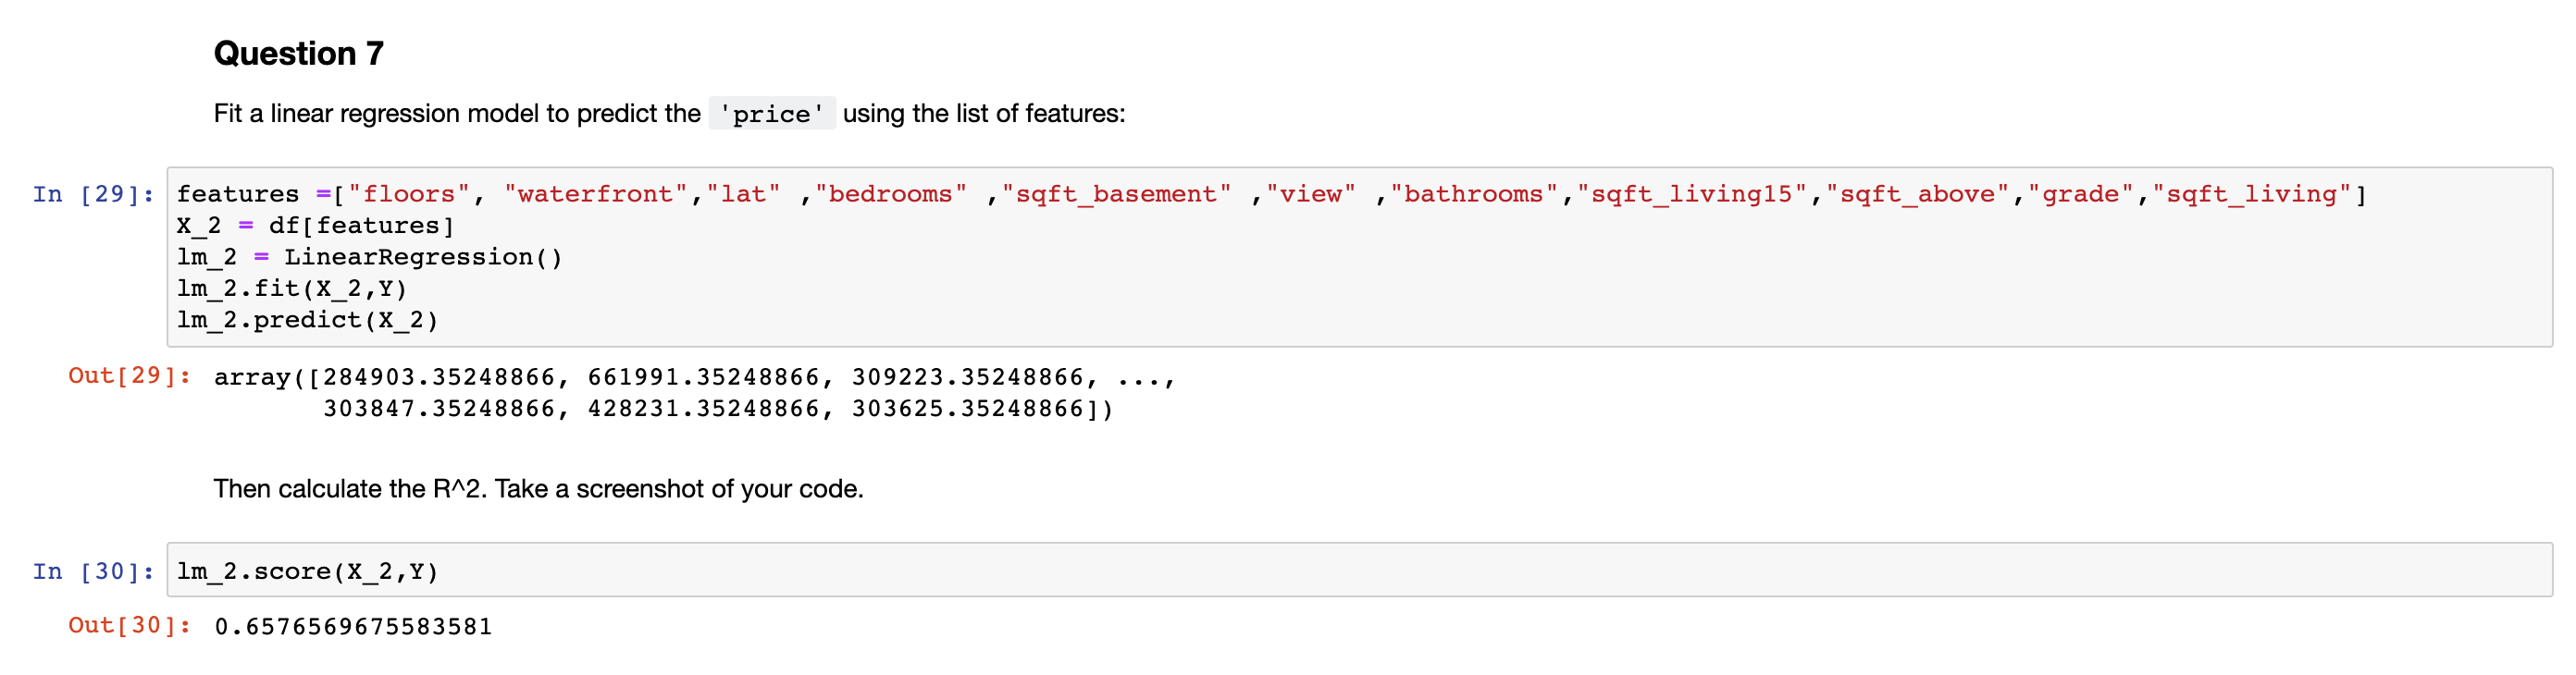 Question 7
Fit a linear regression model to predict the 'price' using the list of features:
In [29]: features =["floors", "waterfront","lat" ,"bedrooms" ,"sqft_basement" ,"view" ,"bathrooms","sqft_living15","sqft_above","grade","sqft_living"]
X_2 = df[features]
lm_2 = LinearRegression()
lm_2.fit(X_2,Y)
lm_2.predict(X_2)
Out[29]: array([284903.35248866, 661991.35248866, 309223.35248866, ...,
303847.35248866, 428231.35248866, 303625.35248866])
Then calculate the R^2. Take a screenshot of your code.
In [30]: lm_2.score(X_2,Y)
Out[30]: 0.6576569675583581